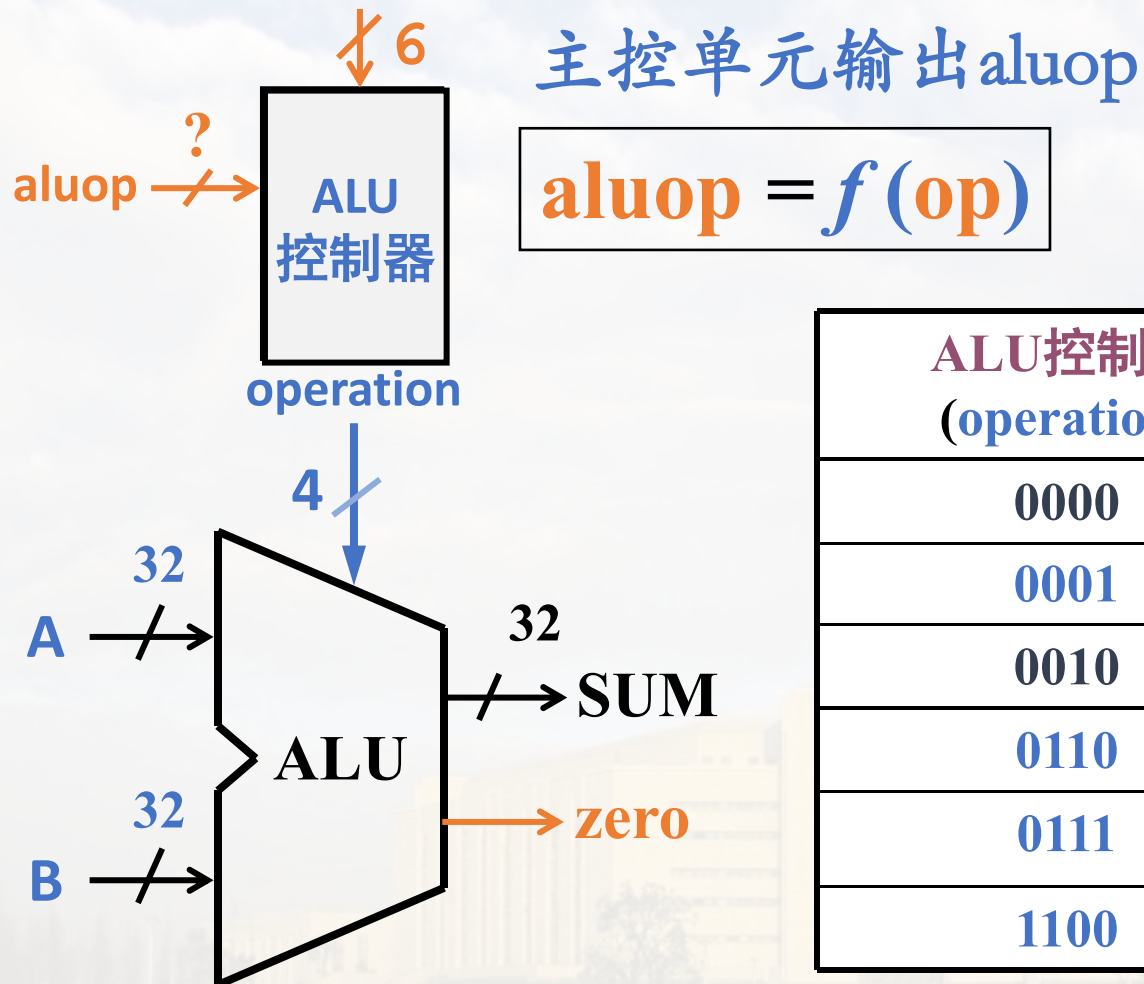 6
主控单元输出aluop
?
aluop
ALU
控制器
aluop = f (op)
operation
4
32
A
32
SUM
ALU
32
zero
B
ALU控制
(operatio
0000
0001
0010
0110
0111
1100